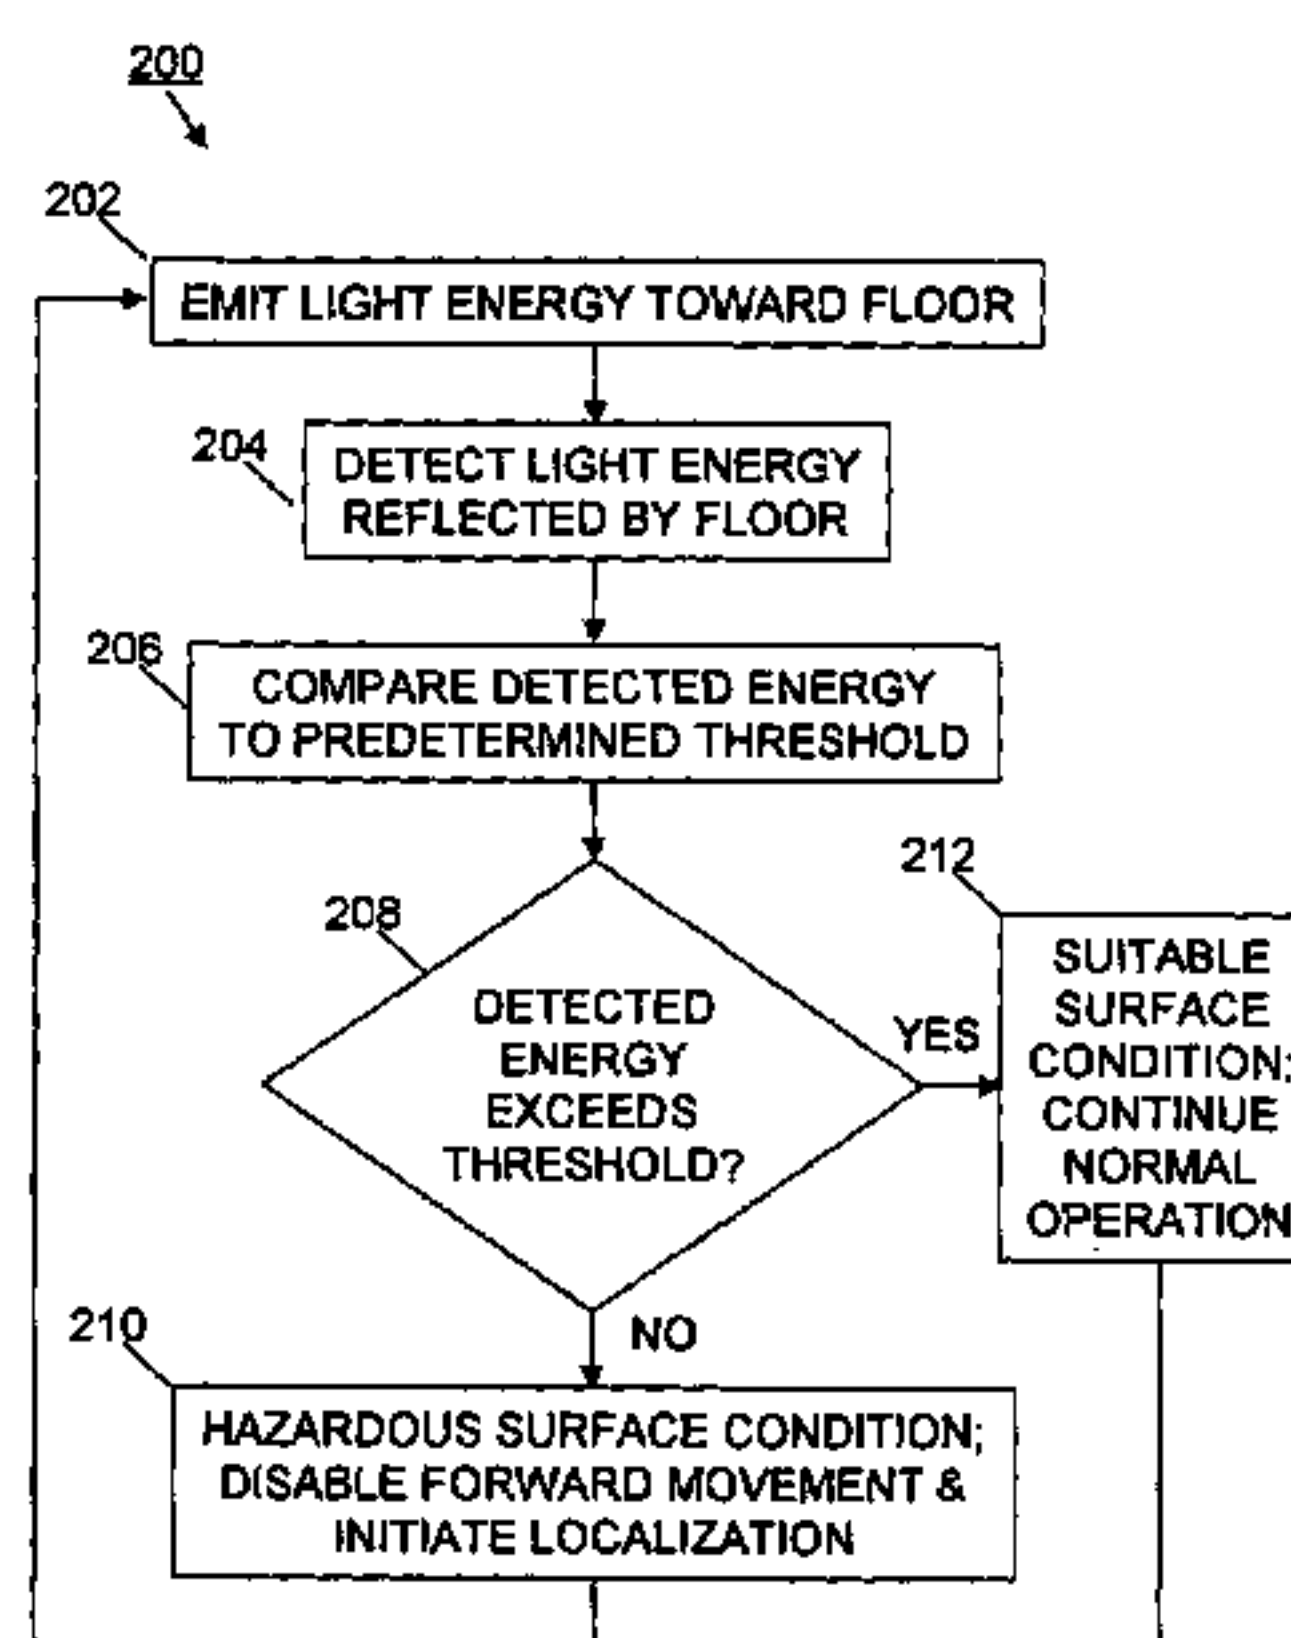 200
202
EMIT LIGHT ENERGY TOWARD FLOOR
204
DETECT LIGHT ENERGY
REFLECTED BY FLOOR
206
COMPARE DETECTED ENERGY
TO PREDETERMINED THRESHOLD
208
DETECTED
ENERGY
EXCEEDS
THRESHOLD?
YES
212
SUITABLE
SURFACE
CONDITION;
CONTINUE
NORMAL
OPERATION
NO
210
HAZARDOUS SURFACE CONDITION;
DISABLE FORWARD MOVEMENT &
INITIATE LOCALIZATION